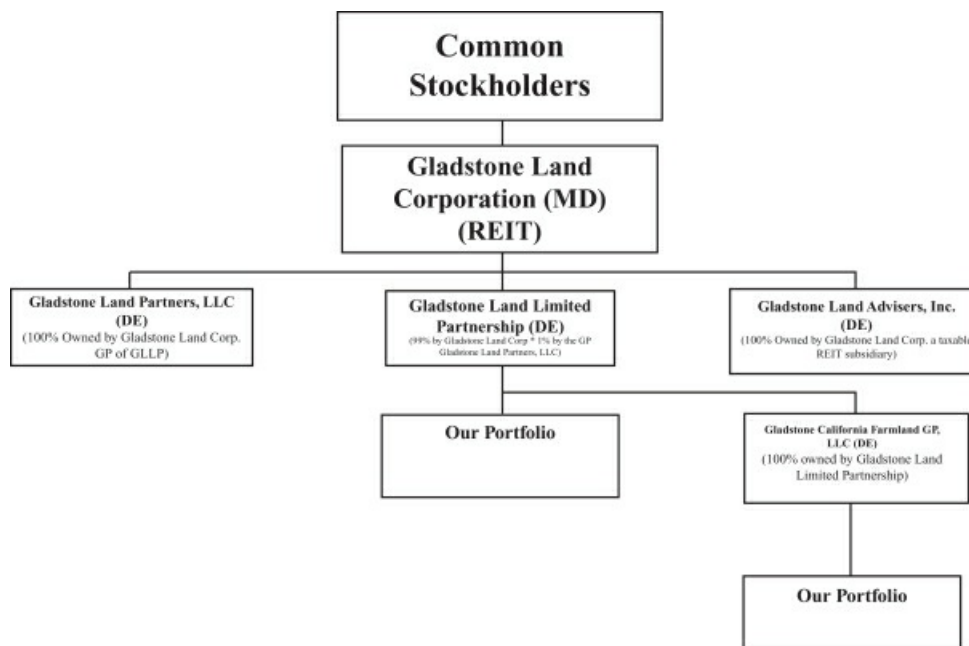 Common
Stockholders
Gladstone Land
Corporation (MD)
(REIT)
Gladstone Land Partners, LLC
(DE)
(100% Owned by Gladstone Land Corp.
GP of GLLP)
Gladstone Land Limited
Partnership (DE)
(99% by Gladstone Land Corp * 1% by the GP
Gladstone Land Partners, LLC)
Gladstone Land Advisers, Inc.
(DE)
(100% Owned by Gladstone Land Corp. a taxable
REIT subsidiary)
Our Portfolio
Gladstone California Farmland GP,
LLC (DE)
(100% owned by Gladstone Land
Limited Partnership)
Our Portfolio